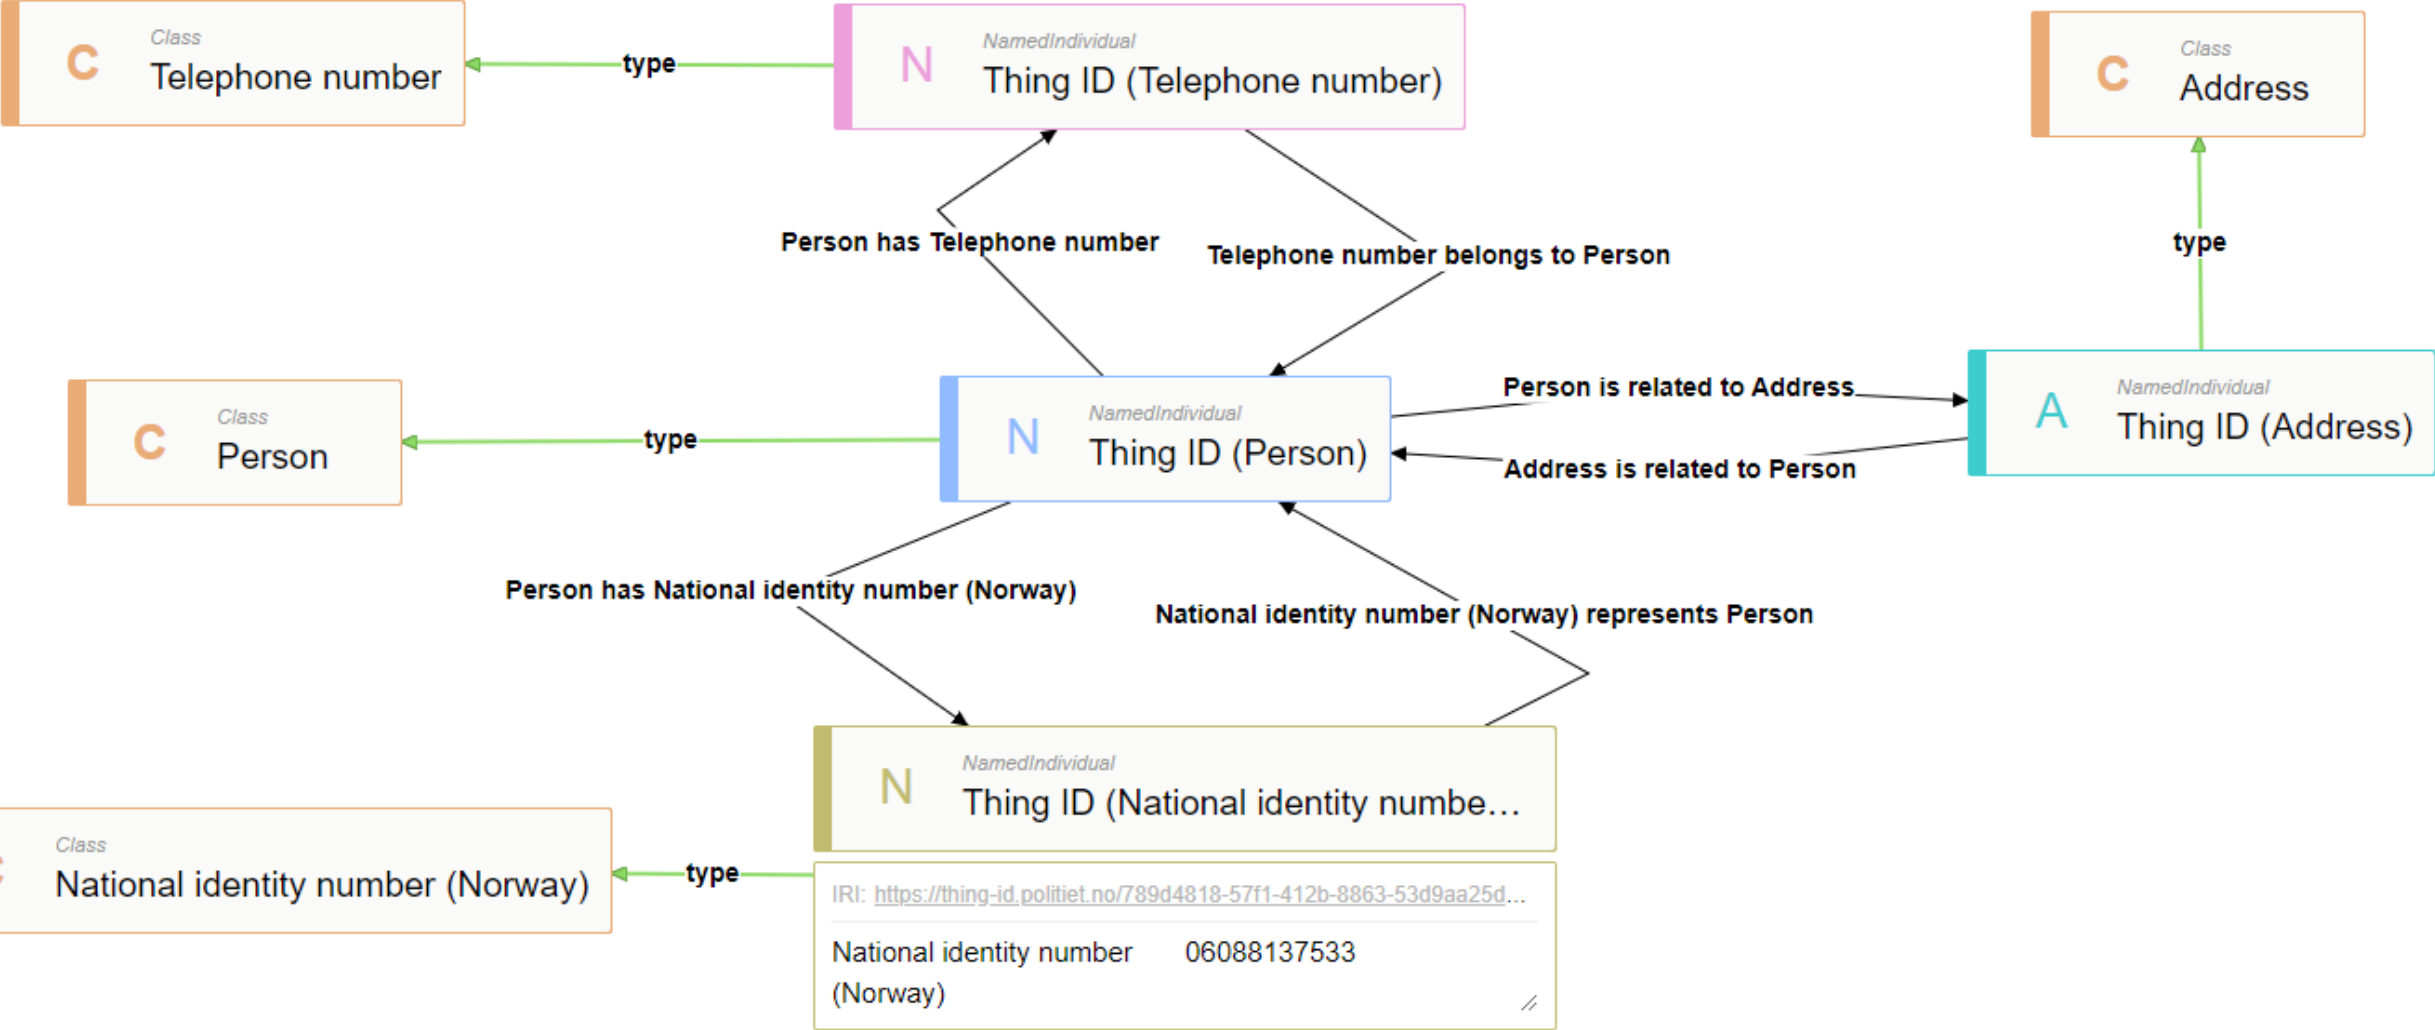 C
Class
Telephone number
type
N
NamedIndividual
Thing ID (Telephone number)
C
Class
Address
Person has Telephone number
Telephone number belongs to Person
type
C
Class
Person
type
N
NamedIndividual
Thing ID (Person)
Person is related to Address
Address is related to Person
A
NamedIndividual
Thing ID (Address)
Person has National identity number (Norway)
National identity number (Norway) represents Person
N
NamedIndividual
Thing ID (National identity numbe…
Class
National identity number (Norway)
type
IRI: https://thing-id.politiet.no/789d4818-57f1-412b-8863-53d9aa25d…
National identity number 06088137533
(Norway)